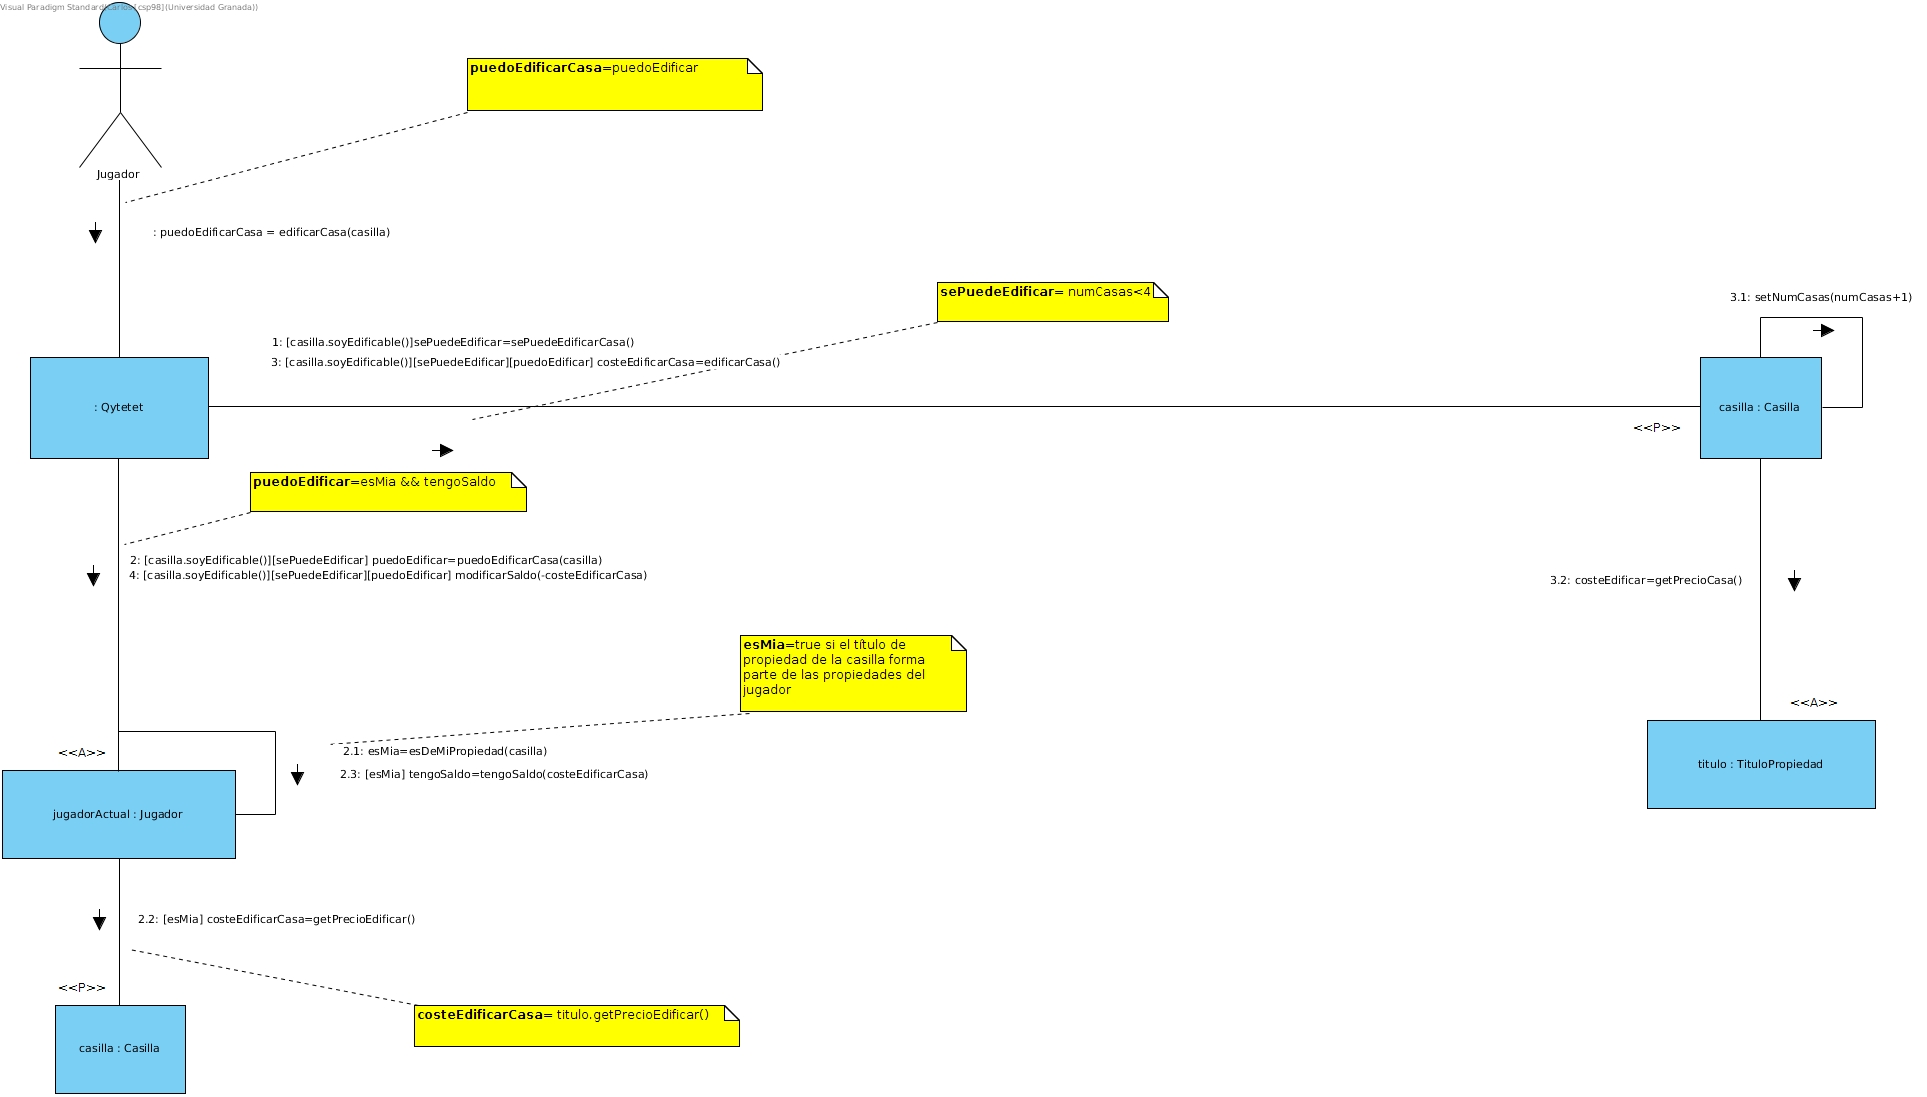 Visual Paradigm Standard(Carlos [csp98](Universidad Granada))
puedoEdificarCasa=puedoEdificar
Jugador
: puedoEdificarCasa = edificarCasa(casilla)
sePuedeEdificar= numCasas<4
3.1: setNumCasas(numCasas+1)
1: [casilla.soyEdificable()]sePuedeEdificar=sePuedeEdificarCasa()
3: [casilla.soyEdificable()][sePuedeEdificar][puedoEdificar] costeEdificarCasa=edificarCasa()
: Qytetet
casilla : Casilla
<<P>>
puedoEdificar=esMia && tengoSaldo
2: [casilla.soyEdificable()][sePuedeEdificar] puedoEdificar=puedoEdificarCasa(casilla)
4: [casilla.soyEdificable()][sePuedeEdificar][puedoEdificar] modificarSaldo(-costeEdificarCasa)
3.2: costeEdificar=getPrecioCasa()
esMia=true si el título de
propiedad de la casilla forma
parte de las propiedades del
jugador
<<A>>
<<A>>
2.1: esMia=esDeMiPropiedad(casilla)
2.3: [esMia] tengoSaldo=tengoSaldo(costeEdificarCasa)
titulo : TituloPropiedad
jugadorActual : Jugador
2.2: [esMia] costeEdificarCasa=getPrecioEdificar()
<<P>>
costeEdificarCasa= titulo.getPrecioEdificar()
casilla : Casilla